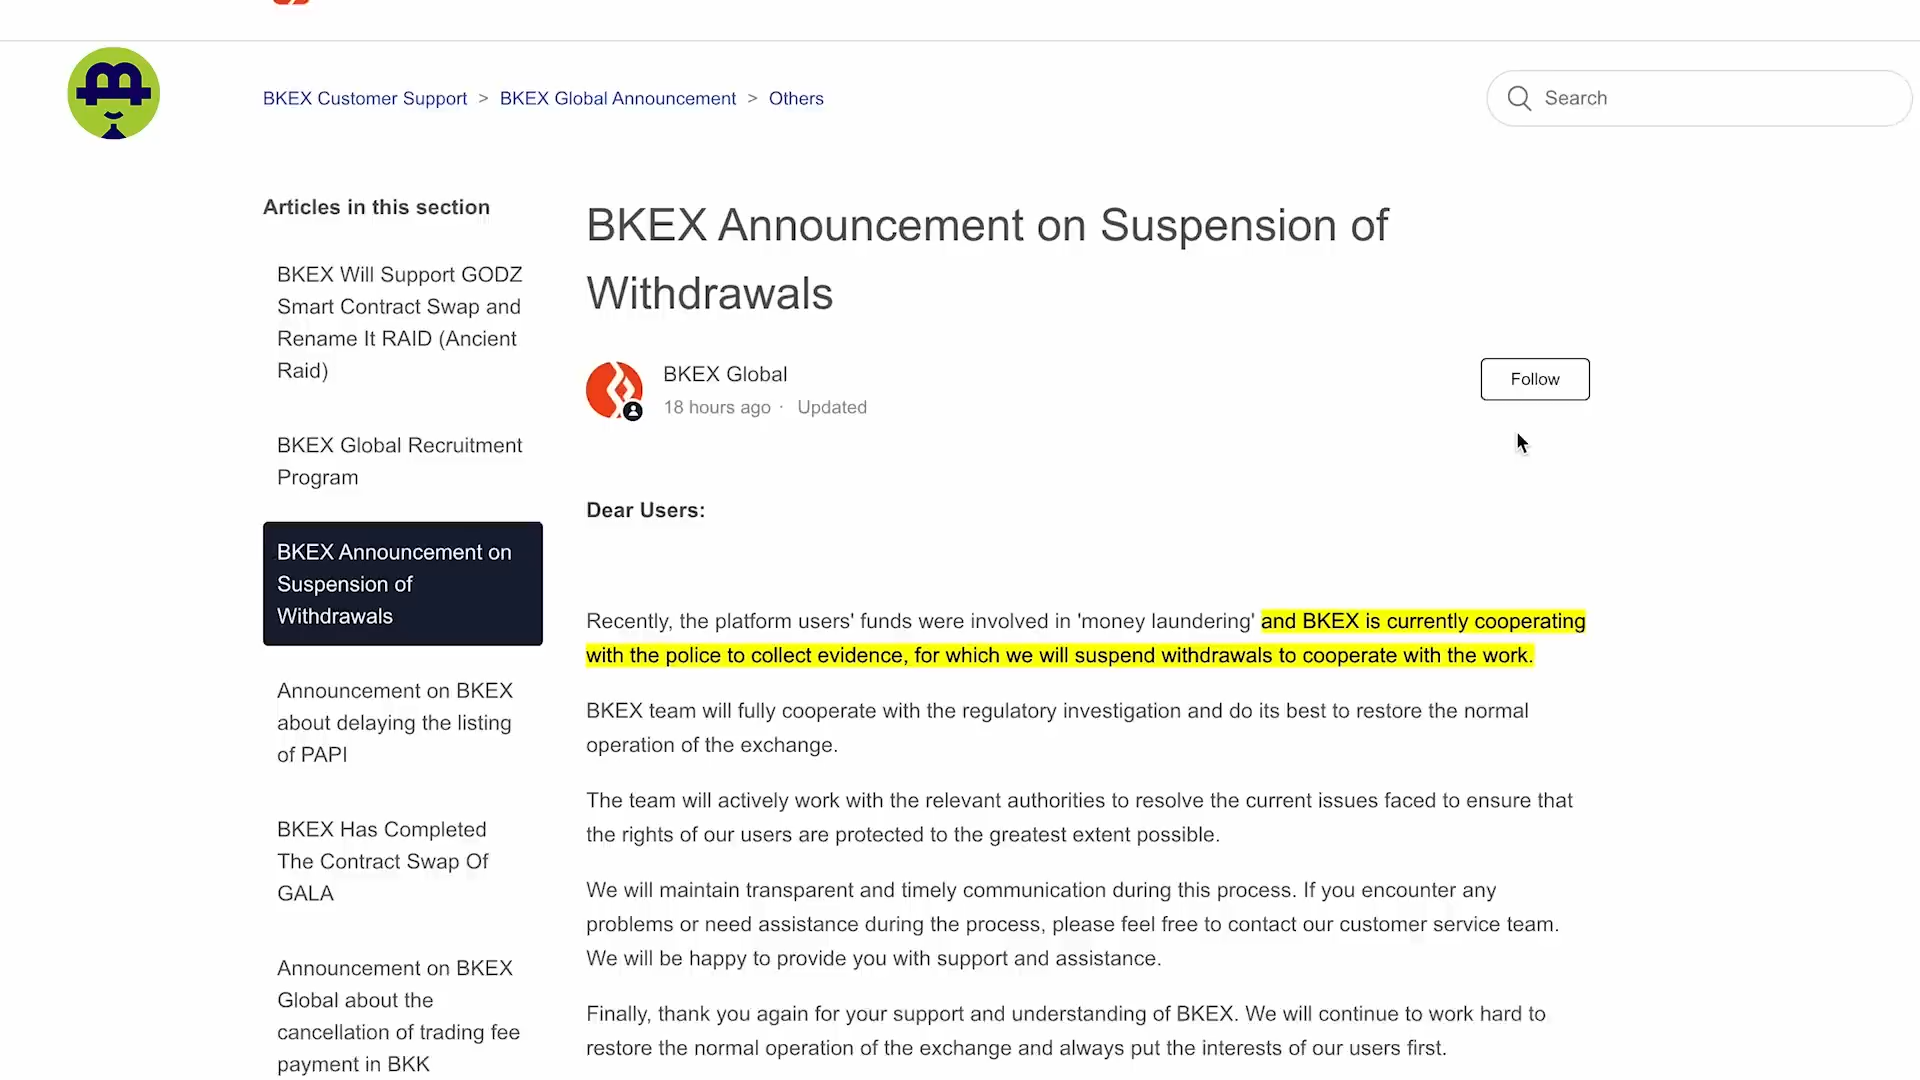 BKEX Customer Support > BKEX Global Announcement > Others
Search
Articles in this section
BKEX Will Support GODZ
Smart Contract Swap and
Rename It RAID (Ancient
Raid)
BKEX Global Recruitment
Program
BKEX Announcement on
Suspension of
Withdrawals
Announcement on BKEX
about delaying the listing
of PAPI
BKEX Has Completed
The Contract Swap Of
GALA
Announcement on BKEX
Global about the
cancellation of trading fee
payment in BKK
BKEX Announcement on Suspension of
Withdrawals
BKEX Global
18 hours ago · Updated
Follow
Dear Users:
Recently, the platform users' funds were involved in 'money laundering' and BKEX is currently cooperating
with the police to collect evidence, for which we will suspend withdrawals to cooperate with the work.
BKEX team will fully cooperate with the regulatory investigation and do its best to restore the normal
operation of the exchange.
The team will actively work with the relevant authorities to resolve the current issues faced to ensure that
the rights of our users are protected to the greatest extent possible.
We will maintain transparent and timely communication during this process. If you encounter any
problems or need assistance during the process, please feel free to contact our customer service team.
We will be happy to provide you with support and assistance.
Finally, thank you again for your support and understanding of BKEX. We will continue to work hard to
restore the normal operation of the exchange and always put the interests of our users first.